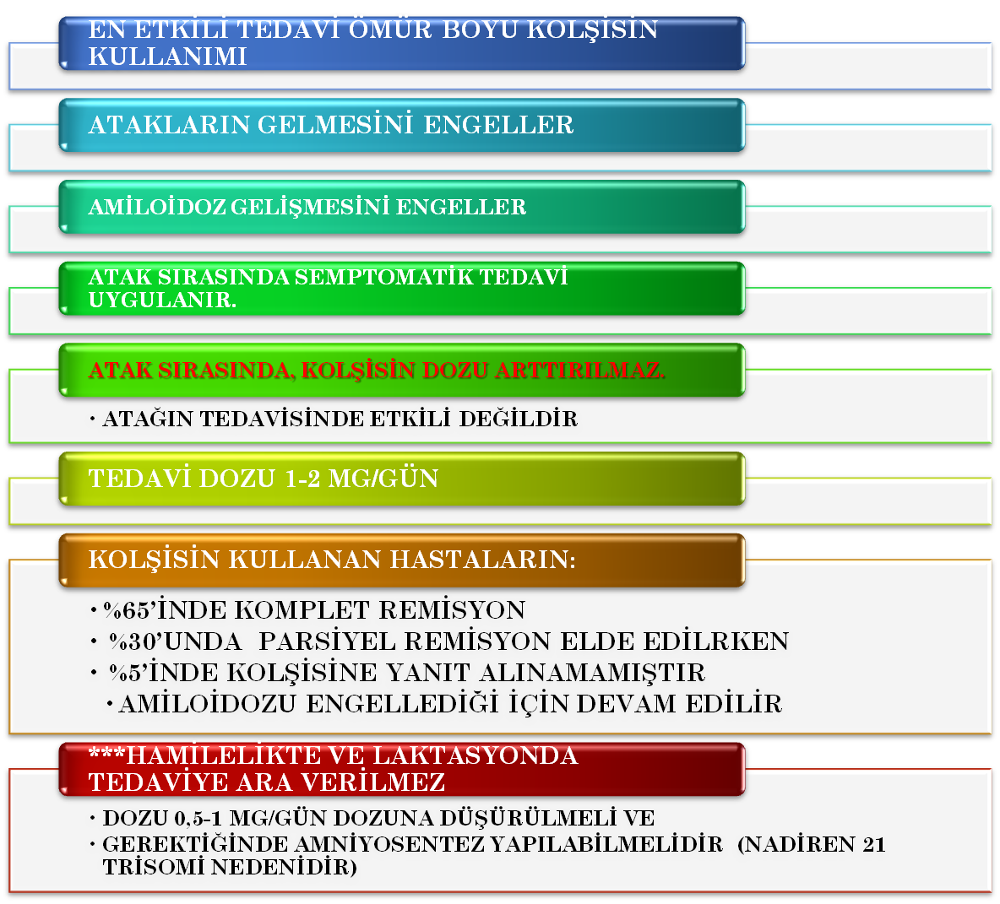 EN ETKİLİ TEDAVİ ÖMÜR BOYU KOLŞİSİN
KULLANIMI
ATAKLARIN GELMESİNİ ENGELLER
AMİLOİDOZ GELİŞMESİNİ ENGELLER
ATAK SIRASINDA SEMPTOMATİK TEDAVİ
UYGULANIR.
ATAK SIRASINDA, KOLŞİSİN DOZU ARTTIRILMAZ.
• ATAĞIN TEDAVİSİNDE ETKİLİ DEĞİLDİR
TEDAVİ DOZU 1-2 MG/GÜN
KOLŞİSİN KULLANAN HASTALARIN:
• %65’İNDE KOMPLET REMİSYON
• %30’UNDA PARSİYEL REMİSYON ELDE EDİLRKEN
• %5’İNDE KOLŞİSİNE YANIT ALINAMAMIŞTIR
• AMİLOİDOZU ENGELLEDİĞİ İÇİN DEVAM EDİLİR
***HAMİLELİKTE VE LAKTASYONDA
TEDAVİYE ARA VERİLMEZ
• DOZU 0,5-1 MG/GÜN DOZUNA DÜŞÜRÜLMELİ VE
• GEREKTİĞİNDE AMNİYOSENTEZ YAPILABİLMELİDİR (NADİREN 21
TRİSOMİ NEDENİDİR)